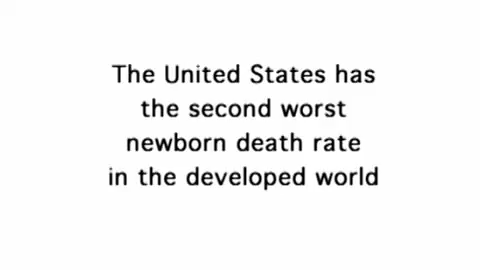 The United States has
the second worst
newborn death rate
in the developed world